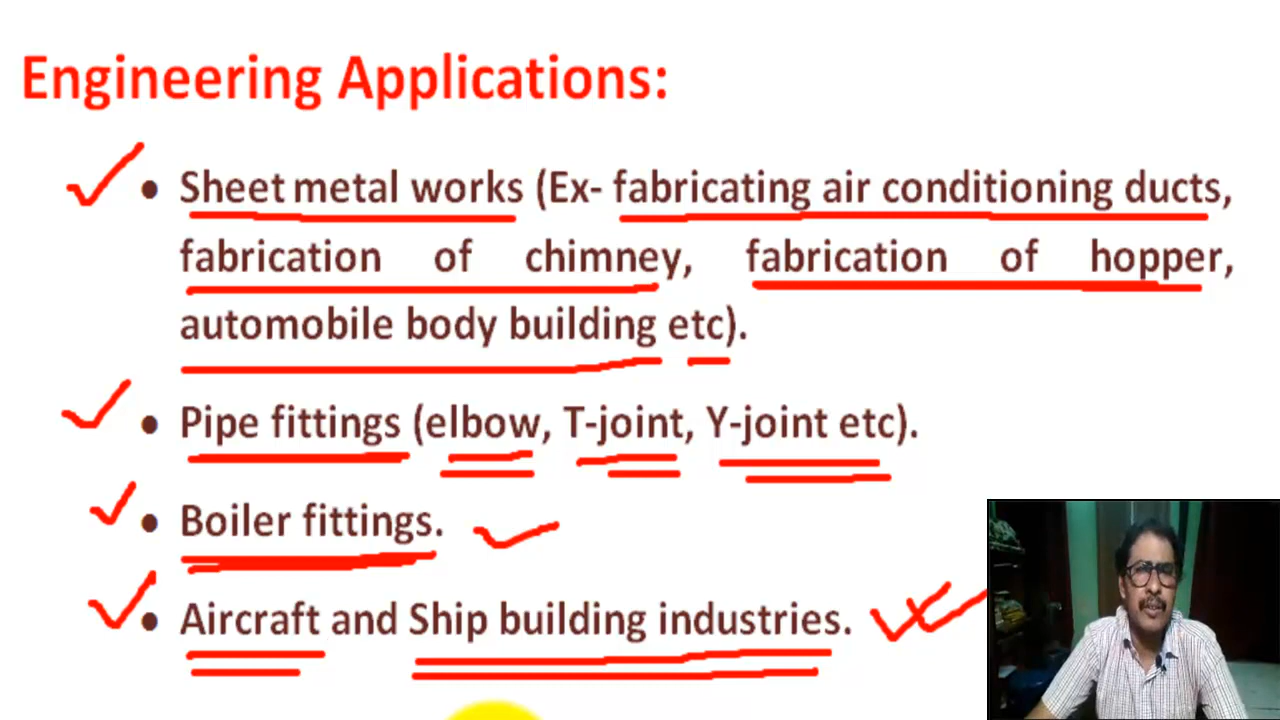 Engineering Applications:
• Sheet metal works (Ex- fabricating air conditioning ducts,
fabrication of chimney, fabrication of hopper,
automobile body building etc).
• Pipe fittings (elbow, T-joint, Y-joint etc).
• Boiler fittings.
• Aircraft and Ship building industries.